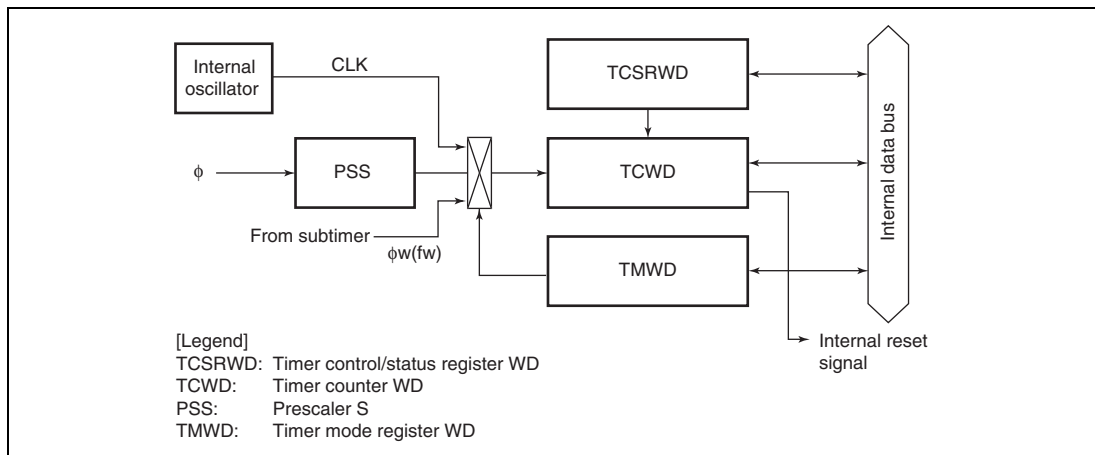 Internal
oscillator
CLK
TCSRWD
φ
PSS
TCWD
Internal data bus
From subtimer
φw(fw)
TMWD
Internal reset
signal
[Legend]
TCSRWD: Timer control/status register WD
TCWD: Timer counter WD
PSS: Prescaler S
TMWD: Timer mode register WD